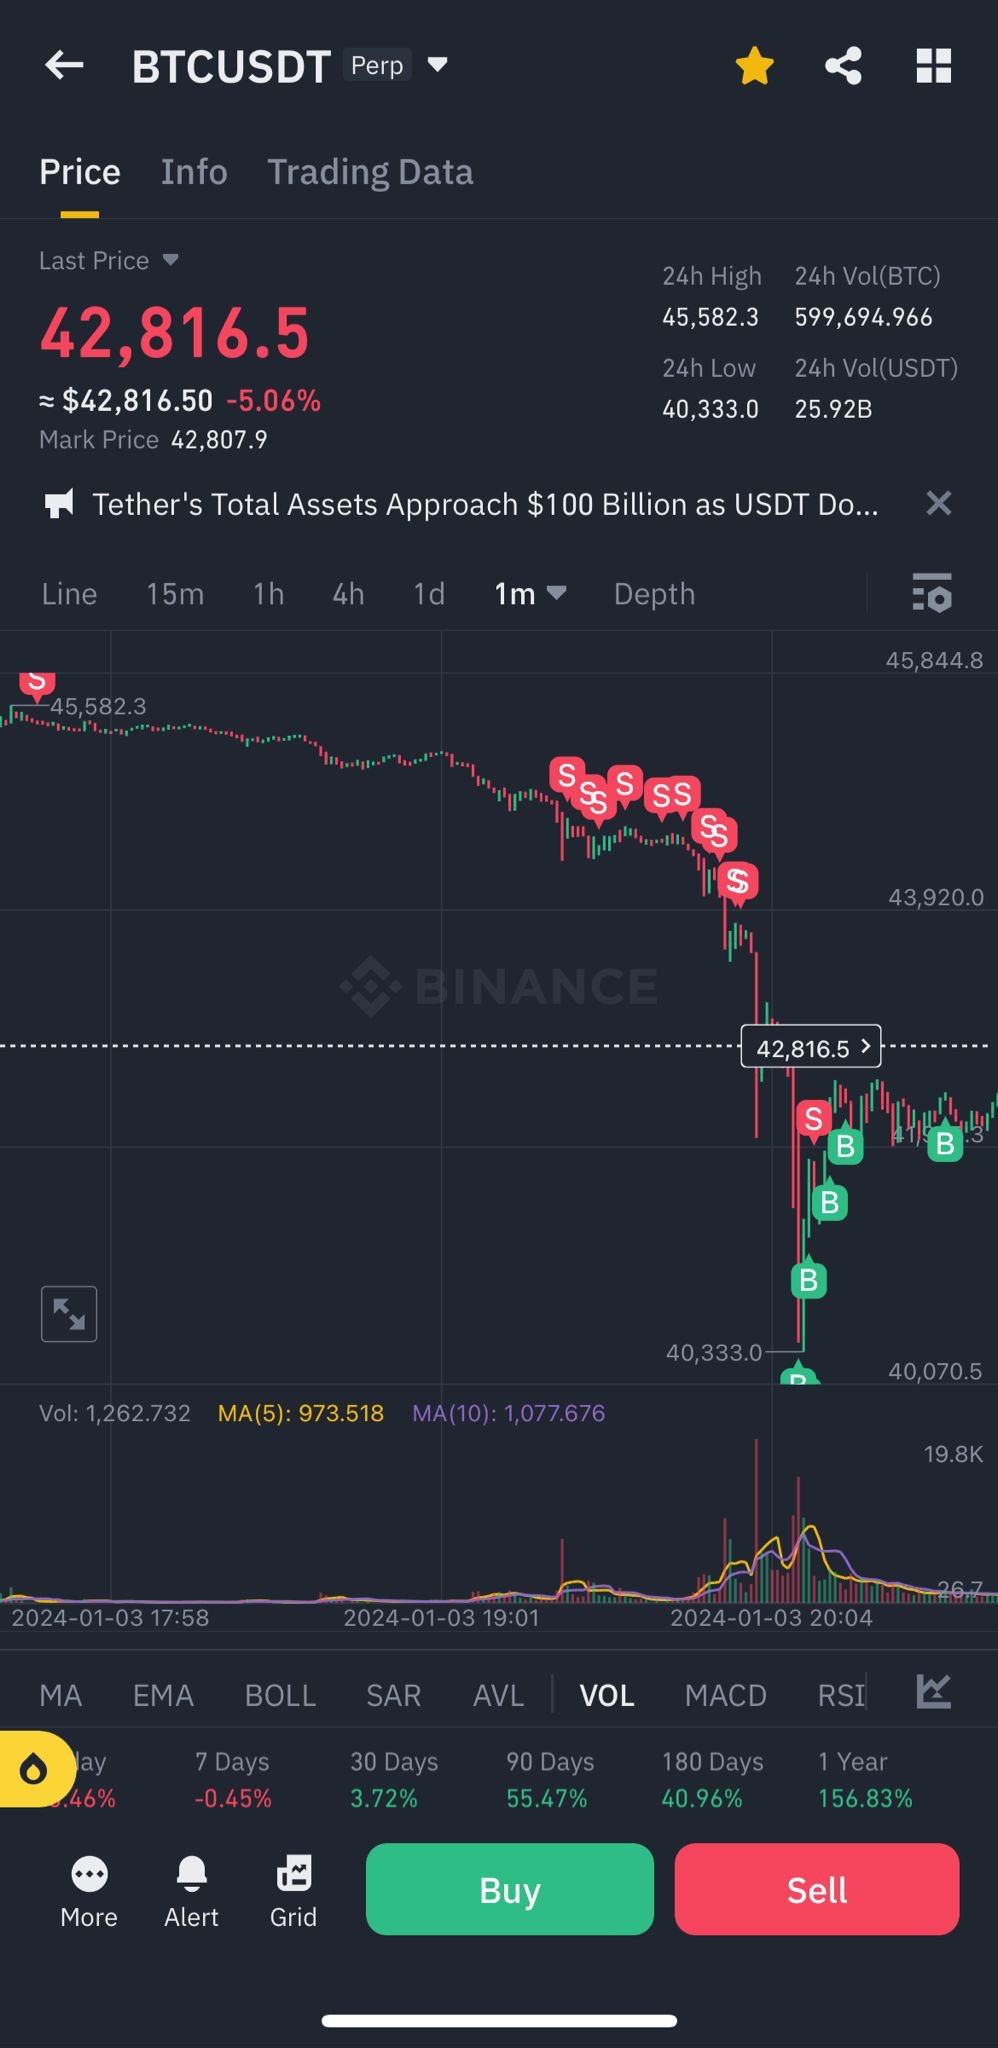 BTCUSDT Perp
Price Info Trading Data
Last Price
42,816.5
≈ $42,816.50 -5.06%
Mark Price 42,807.9
24h High 24h Vol(BTC)
45,582.3 599,694.966
24h Low 24h Vol(USDT)
40,333.0 25.92B
Tether's Total Assets Approach $100 Billion as USDT Do...
Line 15m 1h 4h 1d 1m Depth
45,844.8
S
45,582.3
S S S S S S
S S
S S
43,920.0
BINANCE
42,816.5
S
B B
B
B
40,333.0
40,070.5
B
Vol: 1,262.732 MA(5): 973.518 MA(10): 1,077.676
19.8K
26.7
2024-01-03 17:58 2024-01-03 19:01 2024-01-03 20:04
MA EMA BOLL SAR AVL VOL MACD RSI
7 Days 30 Days 90 Days 180 Days 1 Year
-0.45% 3.72% 55.47% 40.96% 156.83%
More Alert Grid Buy Sell